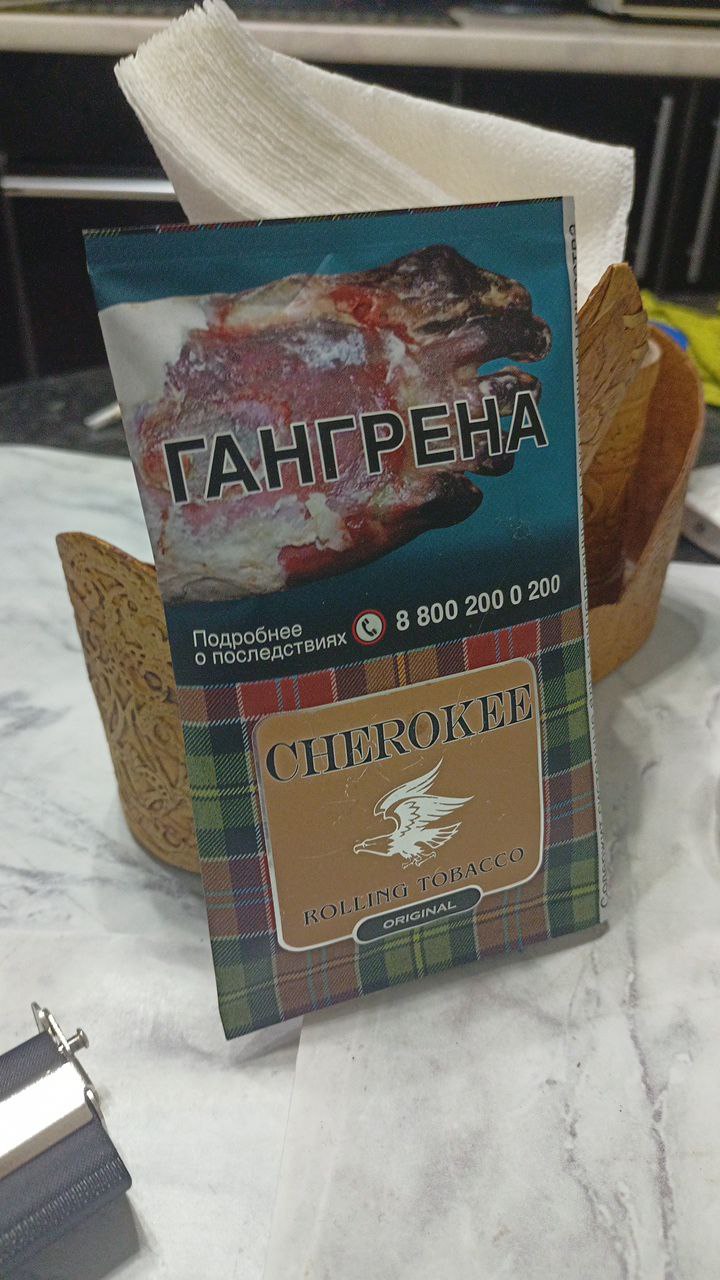 ГАНГРЕНА
Подробнее
о последствиях 8 800 200 0 200
CHEROKEE
ROLLING TOBACCO
ORIGINAL